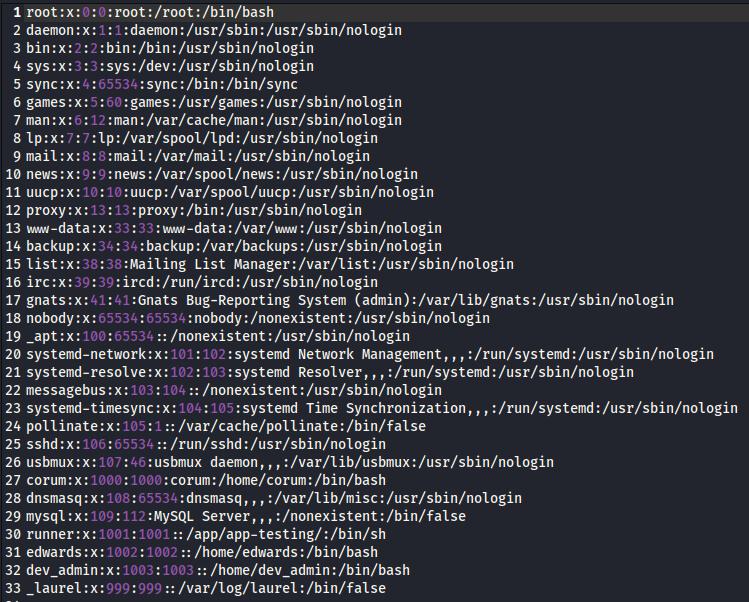 1 root:x:0:0:root:/root:/bin/bash
2 daemon:x:1:1:daemon:/usr/sbin:/usr/sbin/nologin
3 bin:x:2:2:bin:/bin:/usr/sbin/nologin
4 sys:x:3:3:sys:/dev:/usr/sbin/nologin
5 sync:x:4:65534:sync:/bin:/bin/sync
6 games:x:5:60:games:/usr/games:/usr/sbin/nologin
7 man:x:6:12:man:/var/cache/man:/usr/sbin/nologin
8 lp:x:7:7:lp:/var/spool/lpd:/usr/sbin/nologin
9 mail:x:8:8:mail:/var/mail:/usr/sbin/nologin
10 news:x:9:9:news:/var/spool/news:/usr/sbin/nologin
11 uucp:x:10:10:uucp:/var/spool/uucp:/usr/sbin/nologin
12 proxy:x:13:13:proxy:/bin:/usr/sbin/nologin
13 www-data:x:33:33:www-data:/var/www:/usr/sbin/nologin
14 backup:x:34:34:backup:/var/backups:/usr/sbin/nologin
15 list:x:38:38:Mailing List Manager:/var/list:/usr/sbin/nologin
16 irc:x:39:39:ircd:/run/ircd:/usr/sbin/nologin
17 gnats:x:41:41:Gnats Bug-Reporting System (admin):/var/lib/gnats:/usr/sbin/nologin
18 nobody:x:65534:65534:nobody:/nonexistent:/usr/sbin/nologin
19 _apt:x:100:65534::/nonexistent:/usr/sbin/nologin
20 systemd-network:x:101:102:systemd Network Management,,,:/run/systemd:/usr/sbin/nologin
21 systemd-resolve:x:102:103:systemd Resolver,,,:/run/systemd:/usr/sbin/nologin
22 messagebus:x:103:104::/nonexistent:/usr/sbin/nologin
23 systemd-timesync:x:104:105:systemd Time Synchronization,,,:/run/systemd:/usr/sbin/nologin
24 pollinate:x:105:1::/var/cache/pollinate:/bin/false
25 sshd:x:106:65534::/run/sshd:/usr/sbin/nologin
26 usbmux:x:107:46:usbmux daemon,,,:/var/lib/usbmux:/usr/sbin/nologin
27 corum:x:1000:1000:corum:/home/corum:/bin/bash
28 dnsmasq:x:108:65534:dnsmasq,,,:/var/lib/misc:/usr/sbin/nologin
29 mysql:x:109:112:MySQL Server,,,:/nonexistent:/bin/false
30 runner:x:1001:1001::/app/app-testing/:/bin/sh
31 edwards:x:1002:1002::/home/edwards:/bin/bash
32 dev_admin:x:1003:1003::/home/dev_admin:/bin/bash
33 _laurel:x:999:999::/var/log/laurel:/bin/false